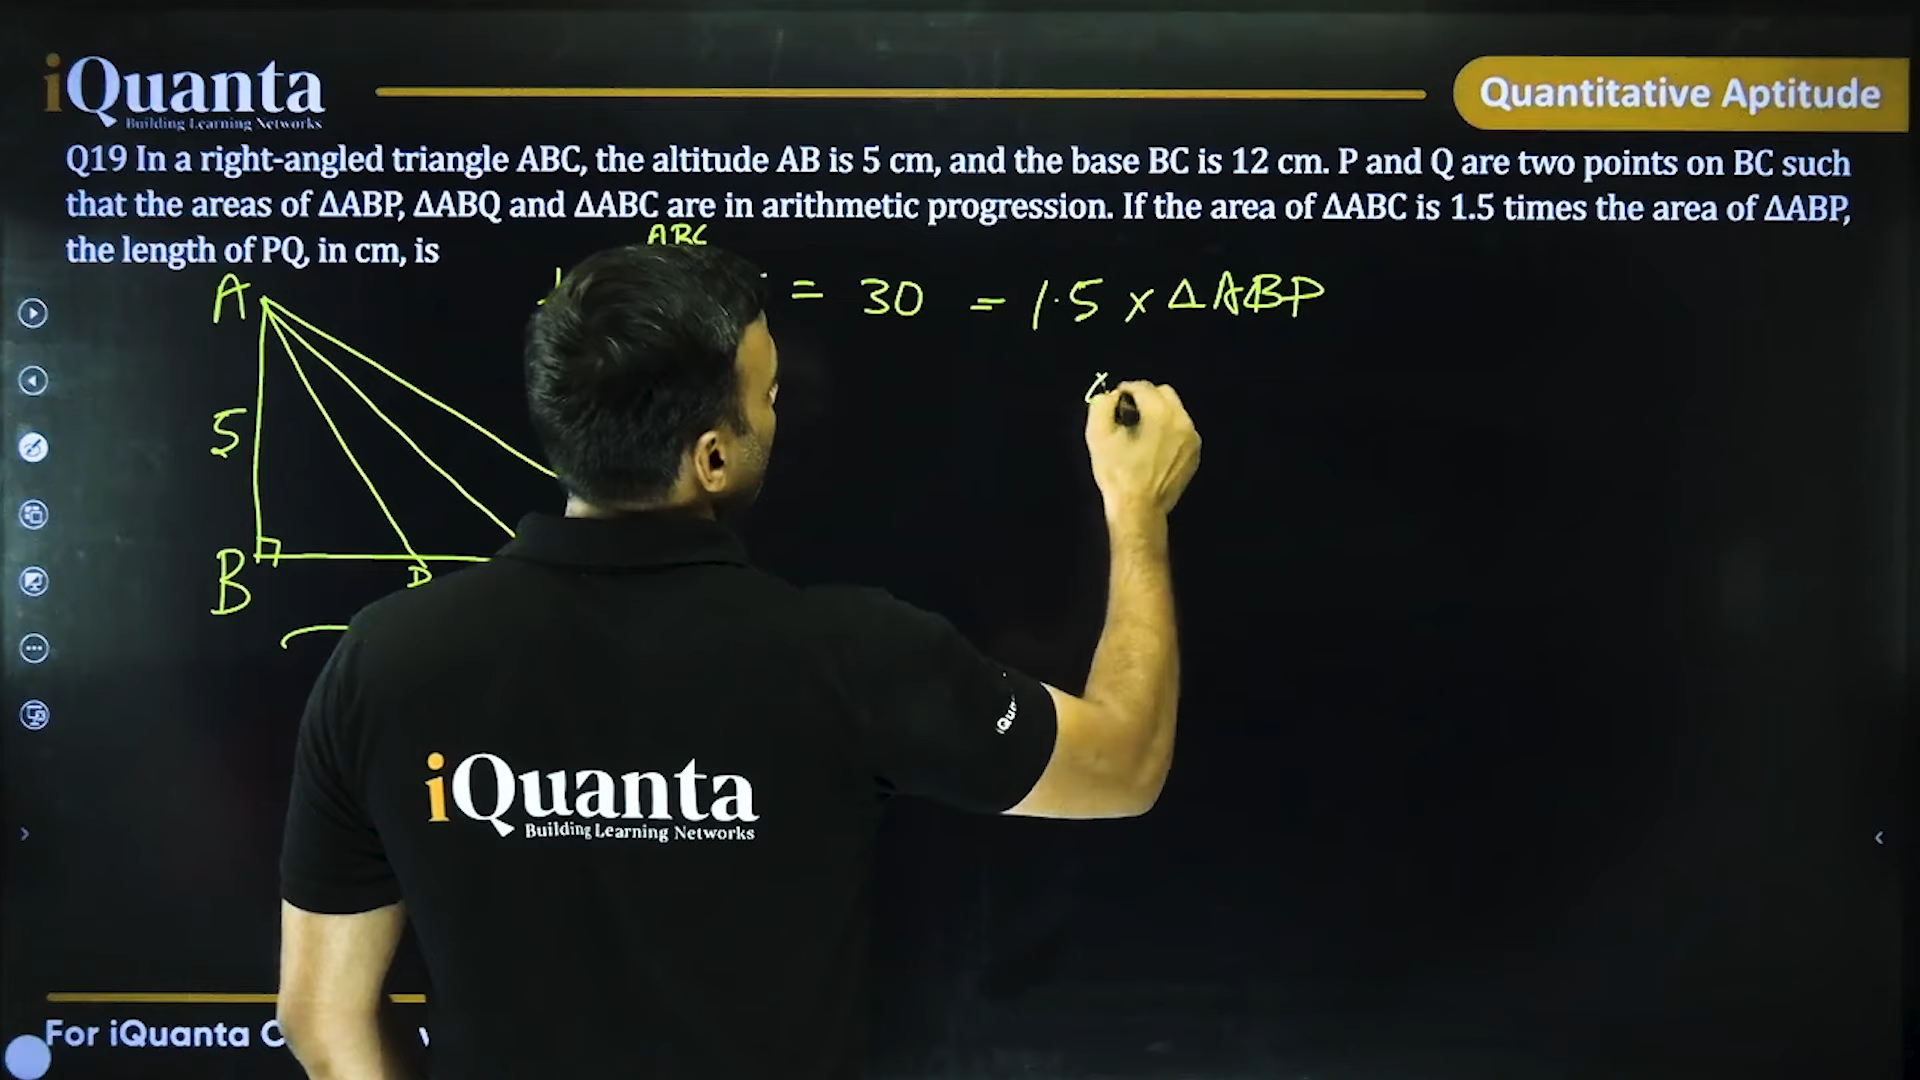 iQuanta
Building Learning Networks
Quantitative Aptitude
Q19 In a right-angled triangle ABC, the altitude AB is 5 cm, and the base BC is 12 cm. P and Q are two points on BC such
that the areas of ΔABP, ΔABQ and ΔABC are in arithmetic progression. If the area of ΔABC is 1.5 times the area of ΔABP,
the length of PQ, in cm, is
ABC
= 30 = 1.5 × ΔABP
A
5
B
iQuanta
Building Learning Networks
For iQuanta